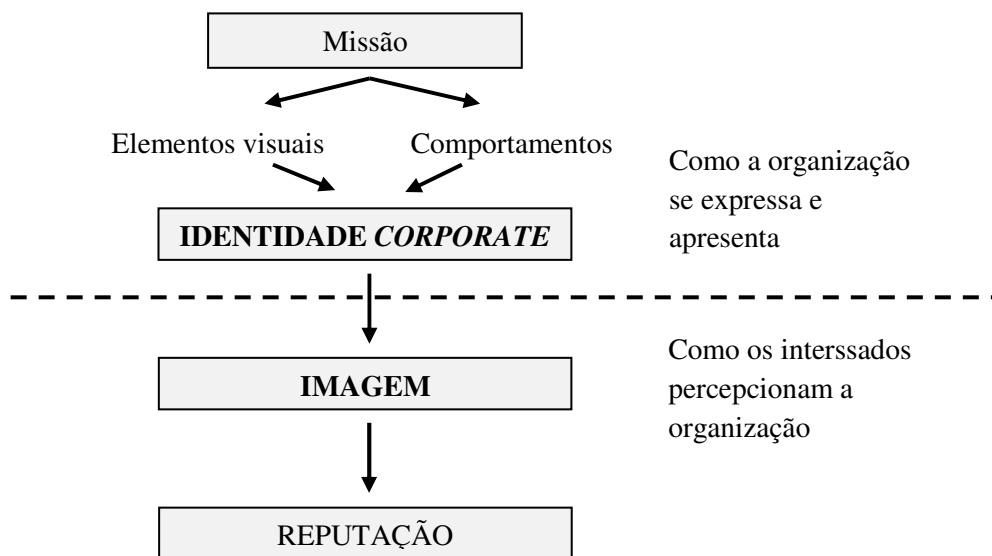 Missão
Elementos visuais
Comportamentos
Como a organização
se expressa e
apresenta
IDENTIDADE CORPORATE
Como os interssados
percepcionam a
organização
IMAGEM
REPUTAÇÃO